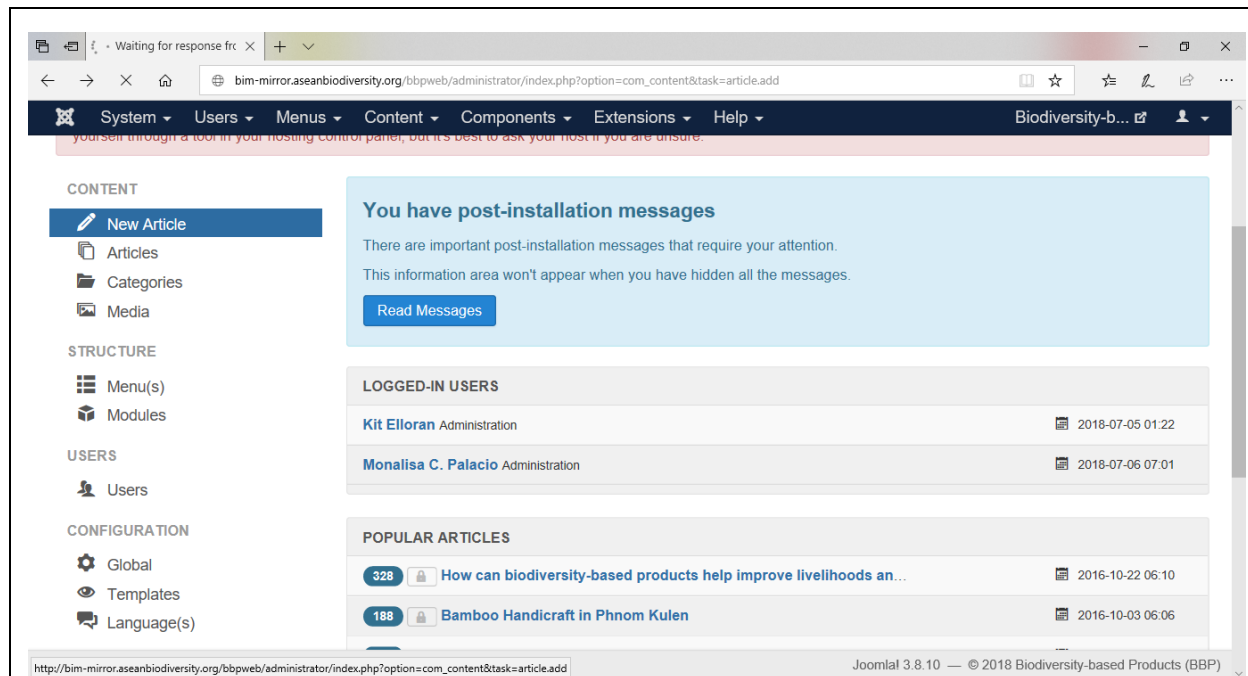 Waiting for response frc
bim-mirror.aseanbiodiversity.org/bbpweb/administrator/index.php?option=com_content&task=article.add
System Users Menus Content Components Extensions Help Biodiversity-b...
yourself through a tool in your hosting control panel, but it's best to ask your host if you are unsure.
CONTENT
New Article
Articles
Categories
Media
STRUCTURE
Menu(s)
Modules
USERS
Users
CONFIGURATION
Global
Templates
Language(s)
You have post-installation messages
There are important post-installation messages that require your attention.
This information area won't appear when you have hidden all the messages.
Read Messages
LOGGED-IN USERS
Kit Elloran Administration 2018-07-05 01:22
Monalisa C. Palacio Administration 2018-07-06 07:01
POPULAR ARTICLES
328 How can biodiversity-based products help improve livelihoods an... 2016-10-22 06:10
188 Bamboo Handicraft in Phnom Kulen 2016-10-03 06:06
http://bim-mirror.aseanbiodiversity.org/bbpweb/administrator/index.php?option=com_content&task=article.add
Joomla! 3.8.10 — © 2018 Biodiversity-based Products (BBP)